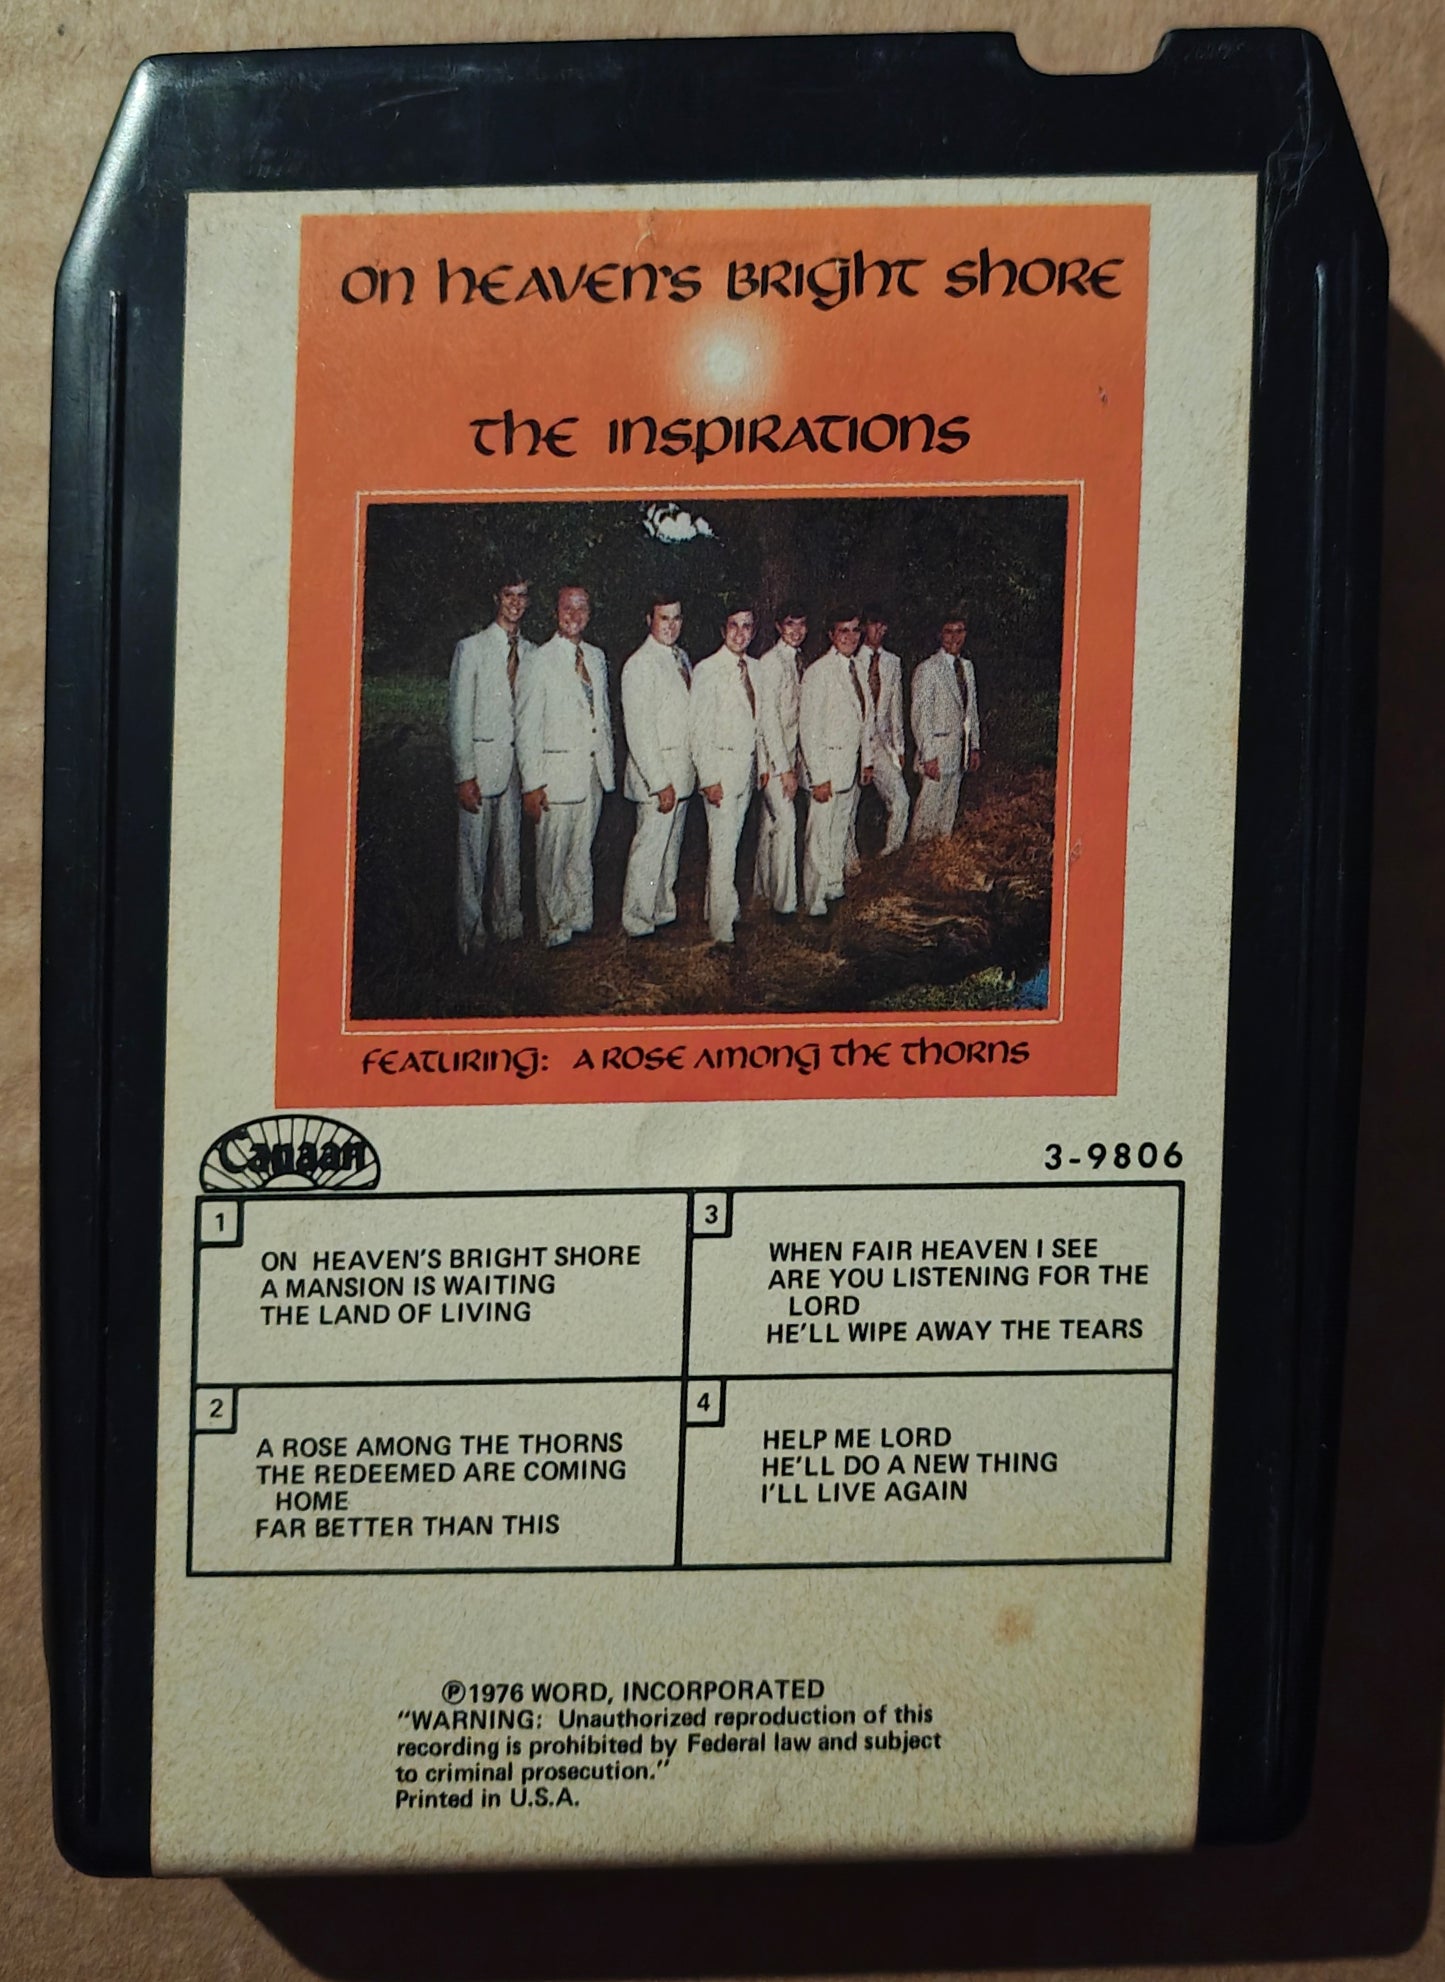 On Heaven's Bright Shore
The Inspirations
Featuring: A Rose Among The Thorns
Canaan
3-9806
1
ON HEAVEN'S BRIGHT SHORE
A MANSION IS WAITING
THE LAND OF LIVING
2
A ROSE AMONG THE THORNS
THE REDEEMED ARE COMING
HOME
FAR BETTER THAN THIS
3
WHEN FAIR HEAVEN I SEE
ARE YOU LISTENING FOR THE
LORD
HE'LL WIPE AWAY THE TEARS
4
HELP ME LORD
HE'LL DO A NEW THING
I'LL LIVE AGAIN
Ⓟ1976 WORD, INCORPORATED
"WARNING: Unauthorized reproduction of this
recording is prohibited by Federal law and subject
to criminal prosecution."
Printed in U.S.A.